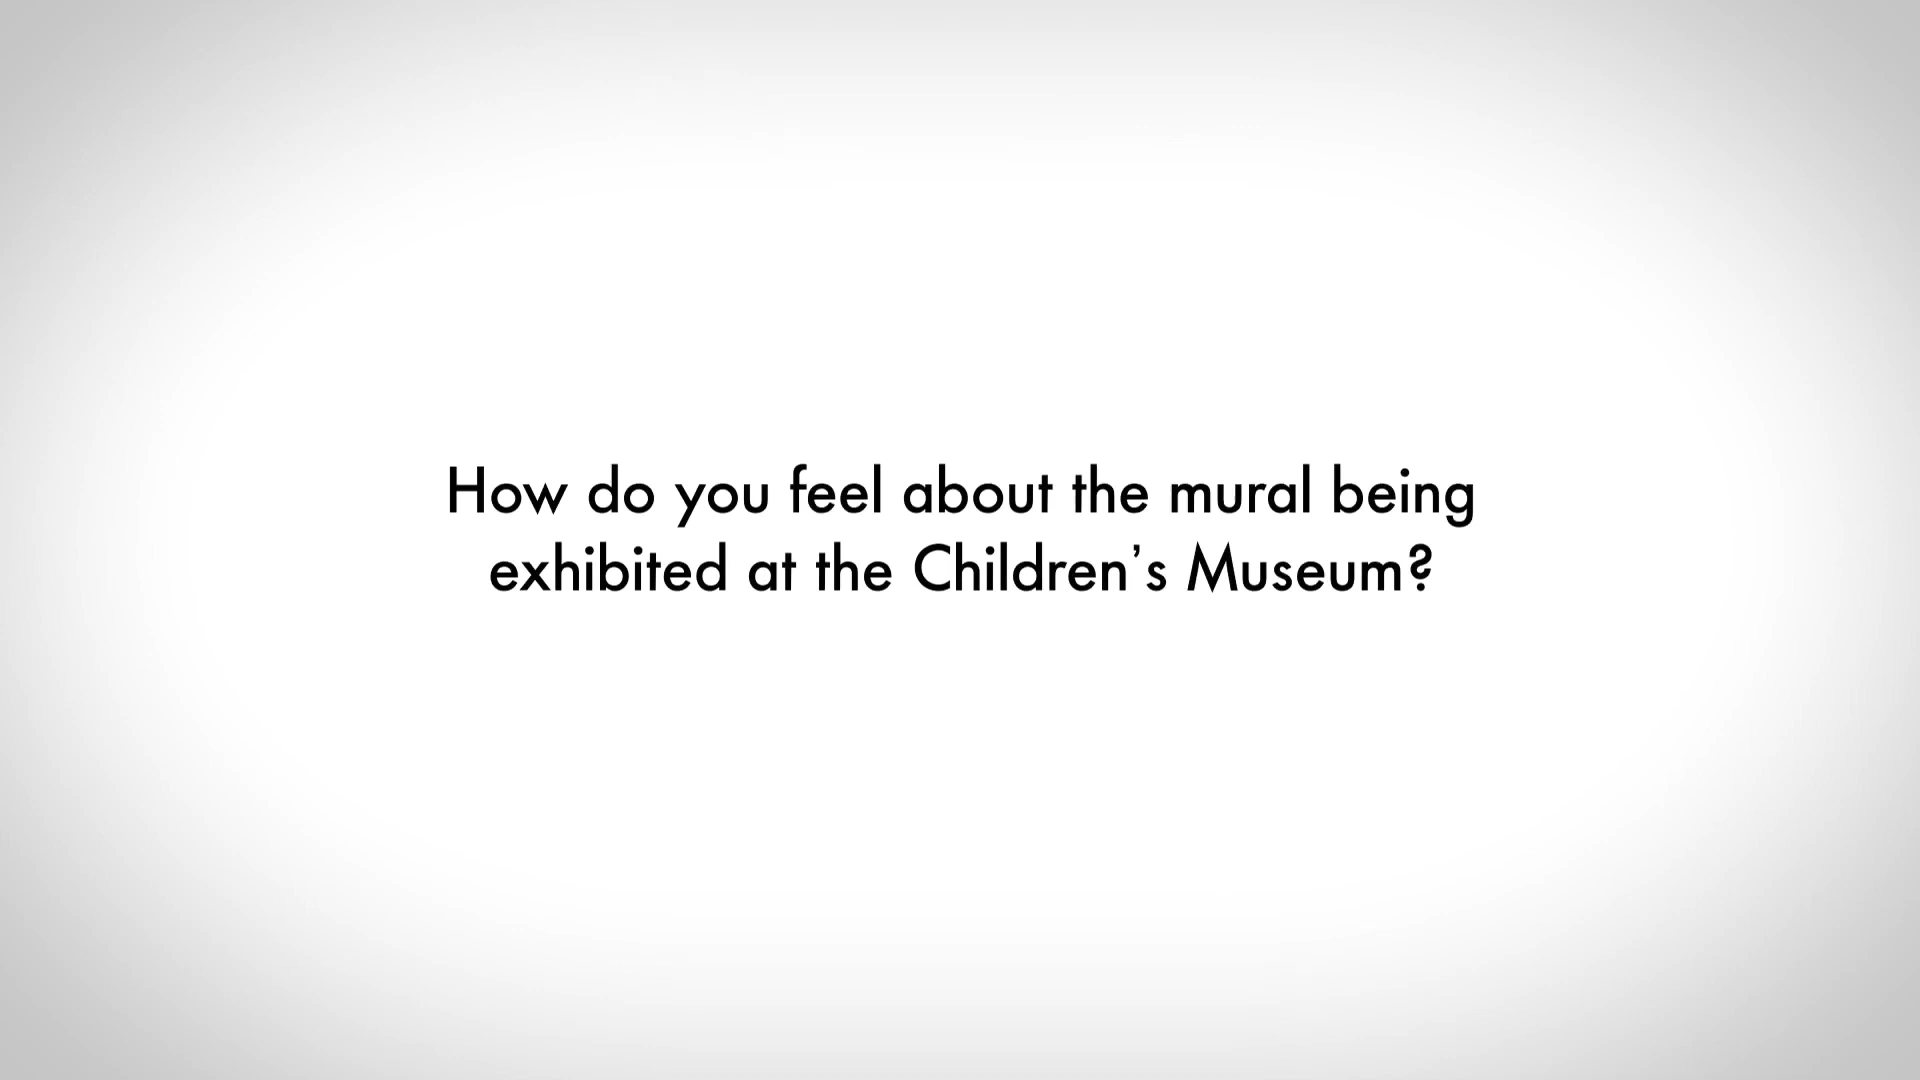 How do you feel about the mural being
exhibited at the Children's Museum?